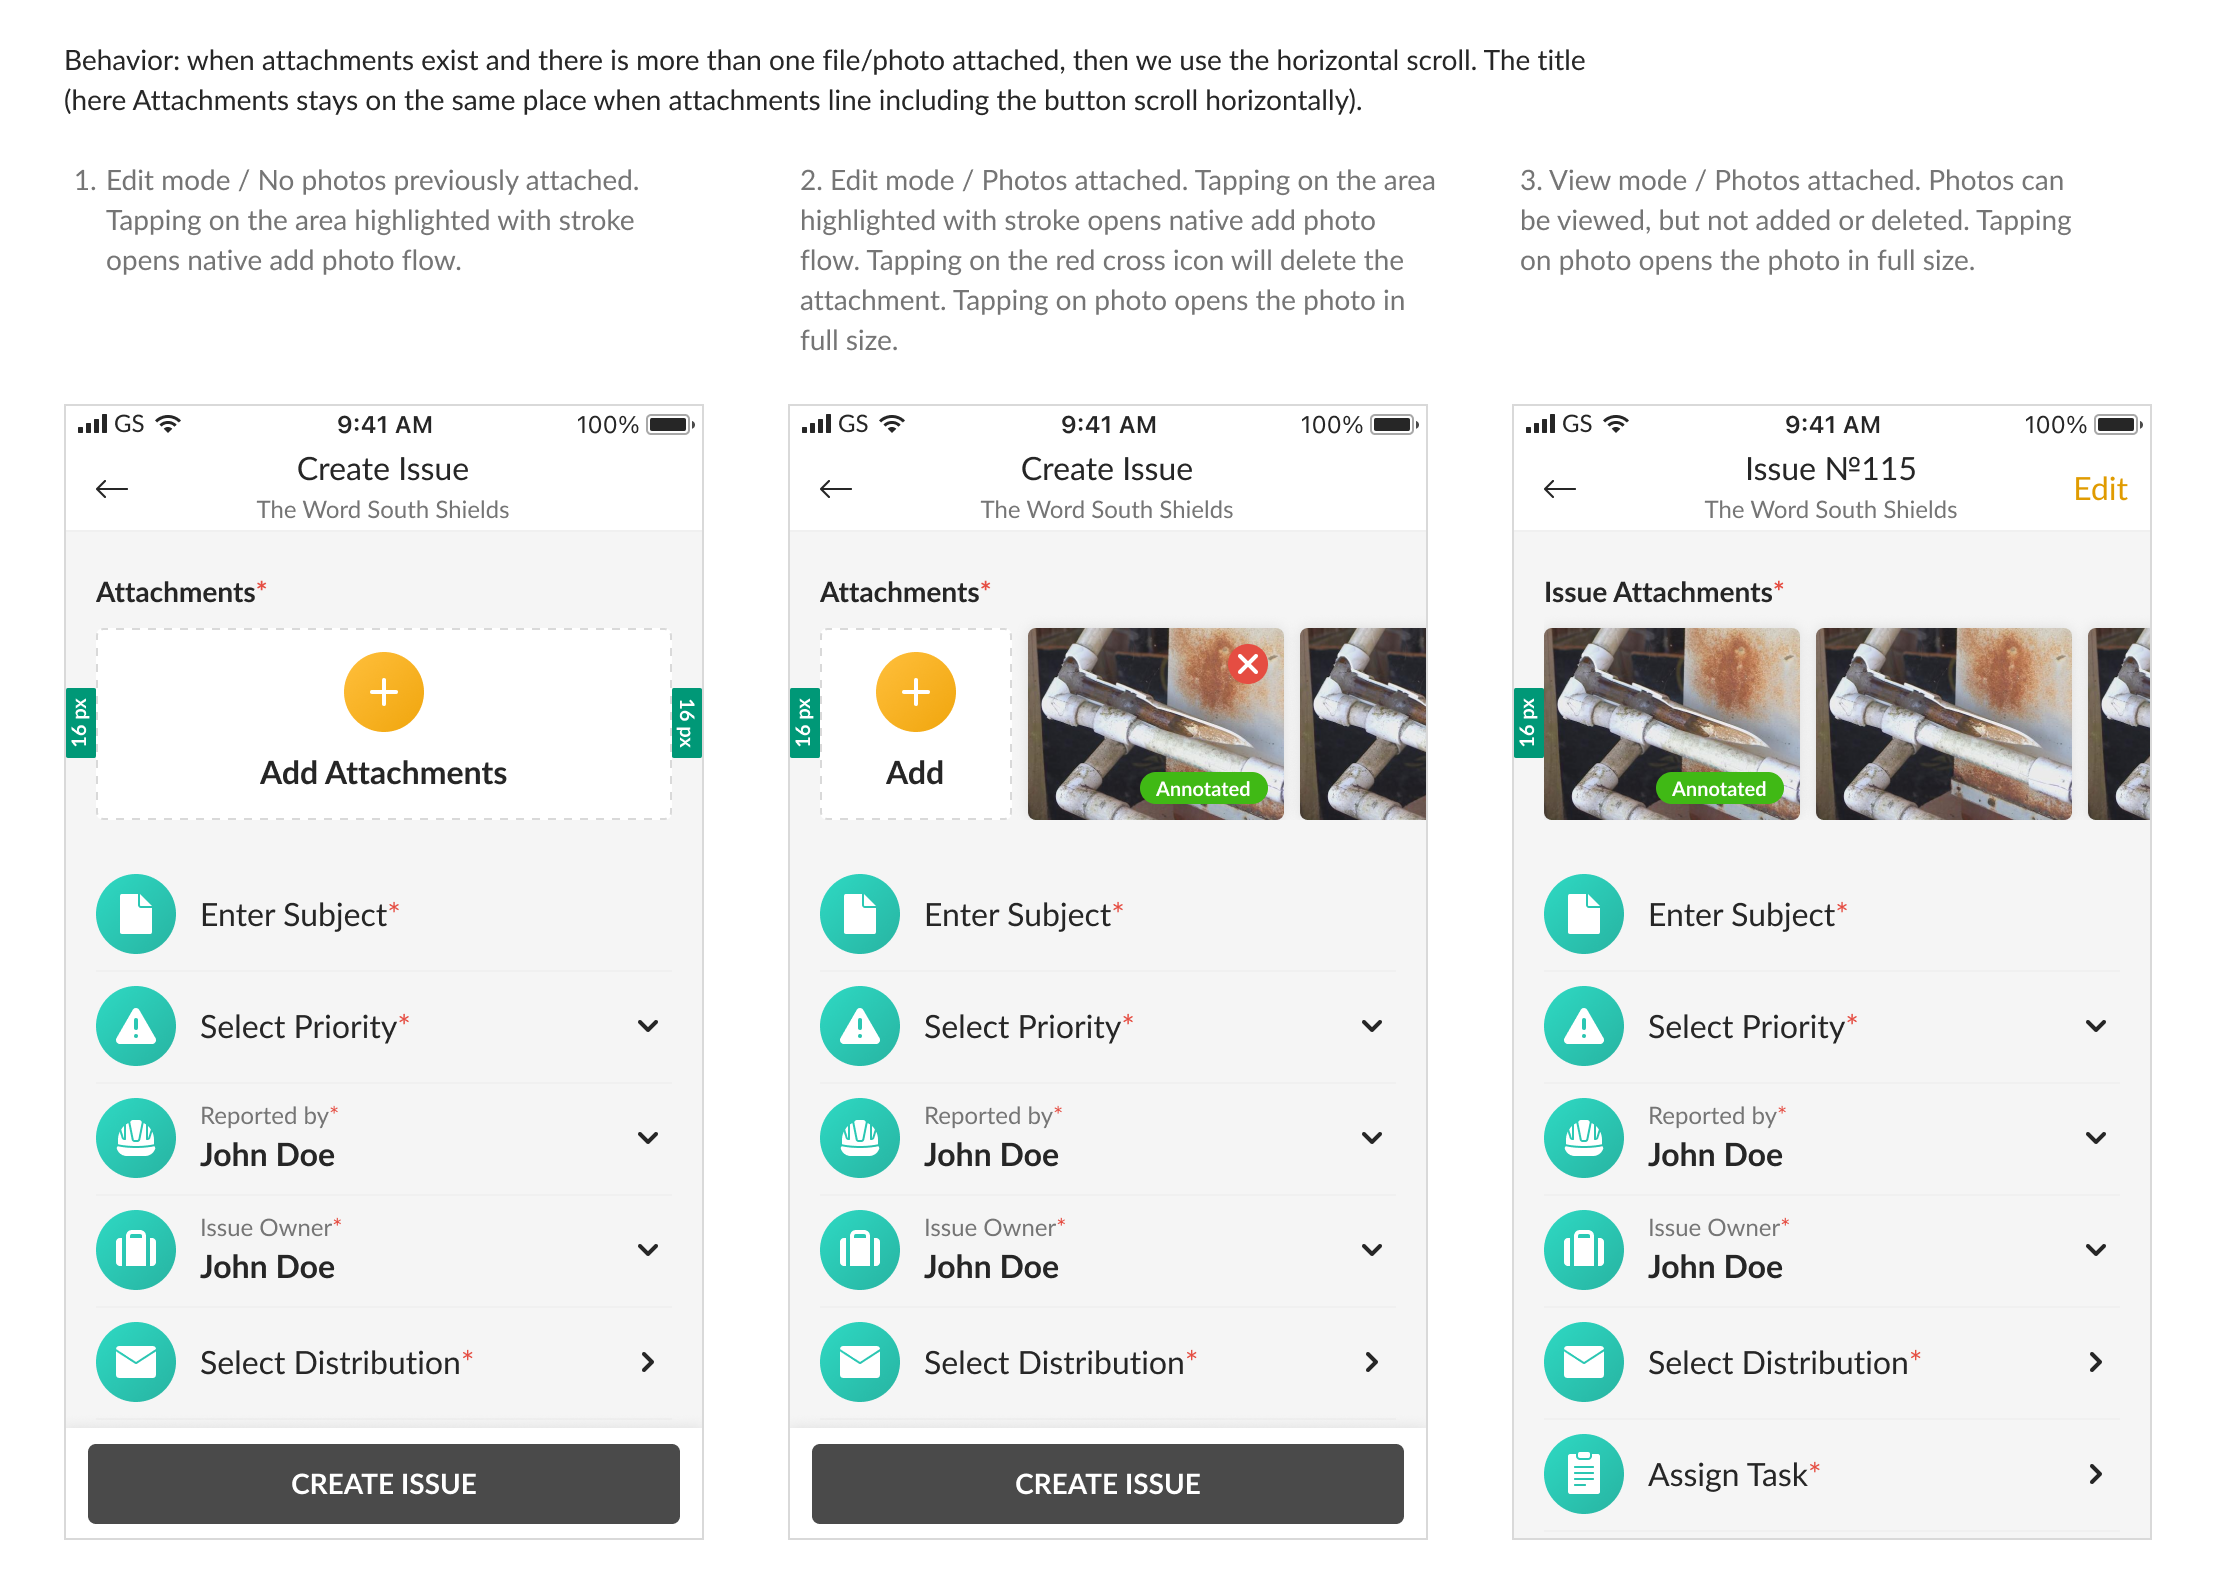 Behavior: when attachments exist and there is more than one file/photo attached, then we use the horizontal scroll. The title
(here Attachments stays on the same place when attachments line including the button scroll horizontally).
1. Edit mode / No photos previously attached.
Tapping on the area highlighted with stroke
opens native add photo flow.
2. Edit mode / Photos attached. Tapping on the area
highlighted with stroke opens native add photo
flow. Tapping on the red cross icon will delete the
attachment. Tapping on photo opens the photo in
full size.
3. View mode / Photos attached. Photos can
be viewed, but not added or deleted. Tapping
on photo opens the photo in full size.
GS 9:41 AM 100%
Create Issue
The Word South Shields
Attachments*
16 px
16 px
Add Attachments
Enter Subject*
Select Priority*
Reported by*
John Doe
Issue Owner*
John Doe
Select Distribution*
CREATE ISSUE
GS 9:41 AM 100%
Create Issue
The Word South Shields
Attachments*
16 px
Add
Annotated
Enter Subject*
Select Priority*
Reported by*
John Doe
Issue Owner*
John Doe
Select Distribution*
CREATE ISSUE
GS 9:41 AM 100%
Issue Nº115
Edit
The Word South Shields
Issue Attachments*
16 px
Annotated
Enter Subject*
Select Priority*
Reported by*
John Doe
Issue Owner*
John Doe
Select Distribution*
Assign Task*